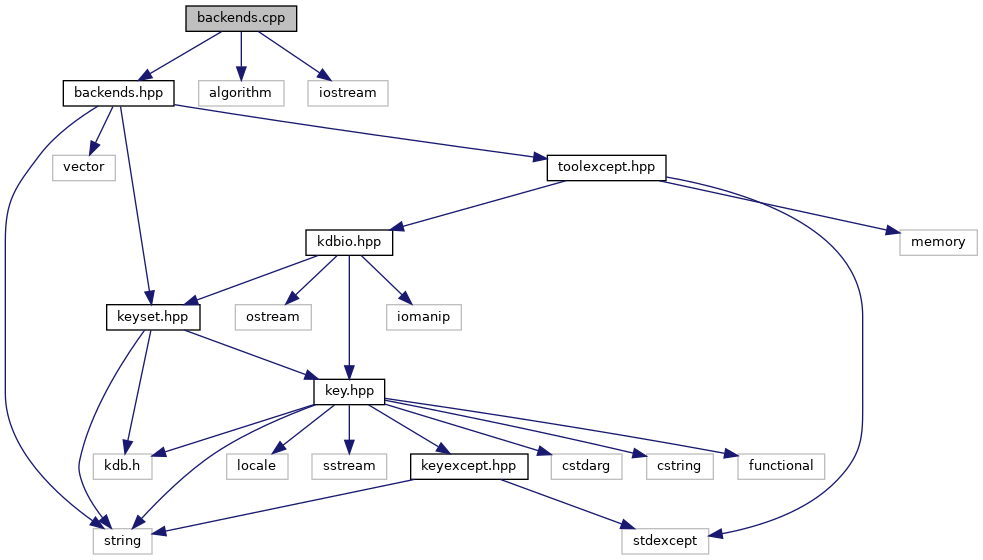 backends.cpp
backends.hpp
algorithm
iostream
vector
toolexcept.hpp
kdbio.hpp
memory
keyset.hpp
ostream
iomanip
key.hpp
kdb.h
locale
sstream
keyexcept.hpp
cstdarg
cstring
functional
string
stdexcept